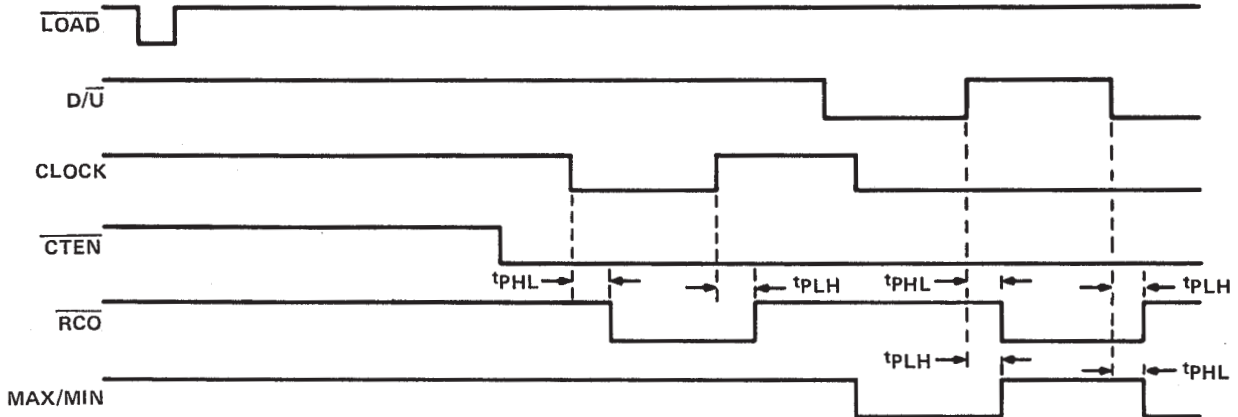 LOAD
D/U
CLOCK
CTEN
tPHL tPLH tPHL tPLH
RCO
tPLH tPHL
MAX/MIN